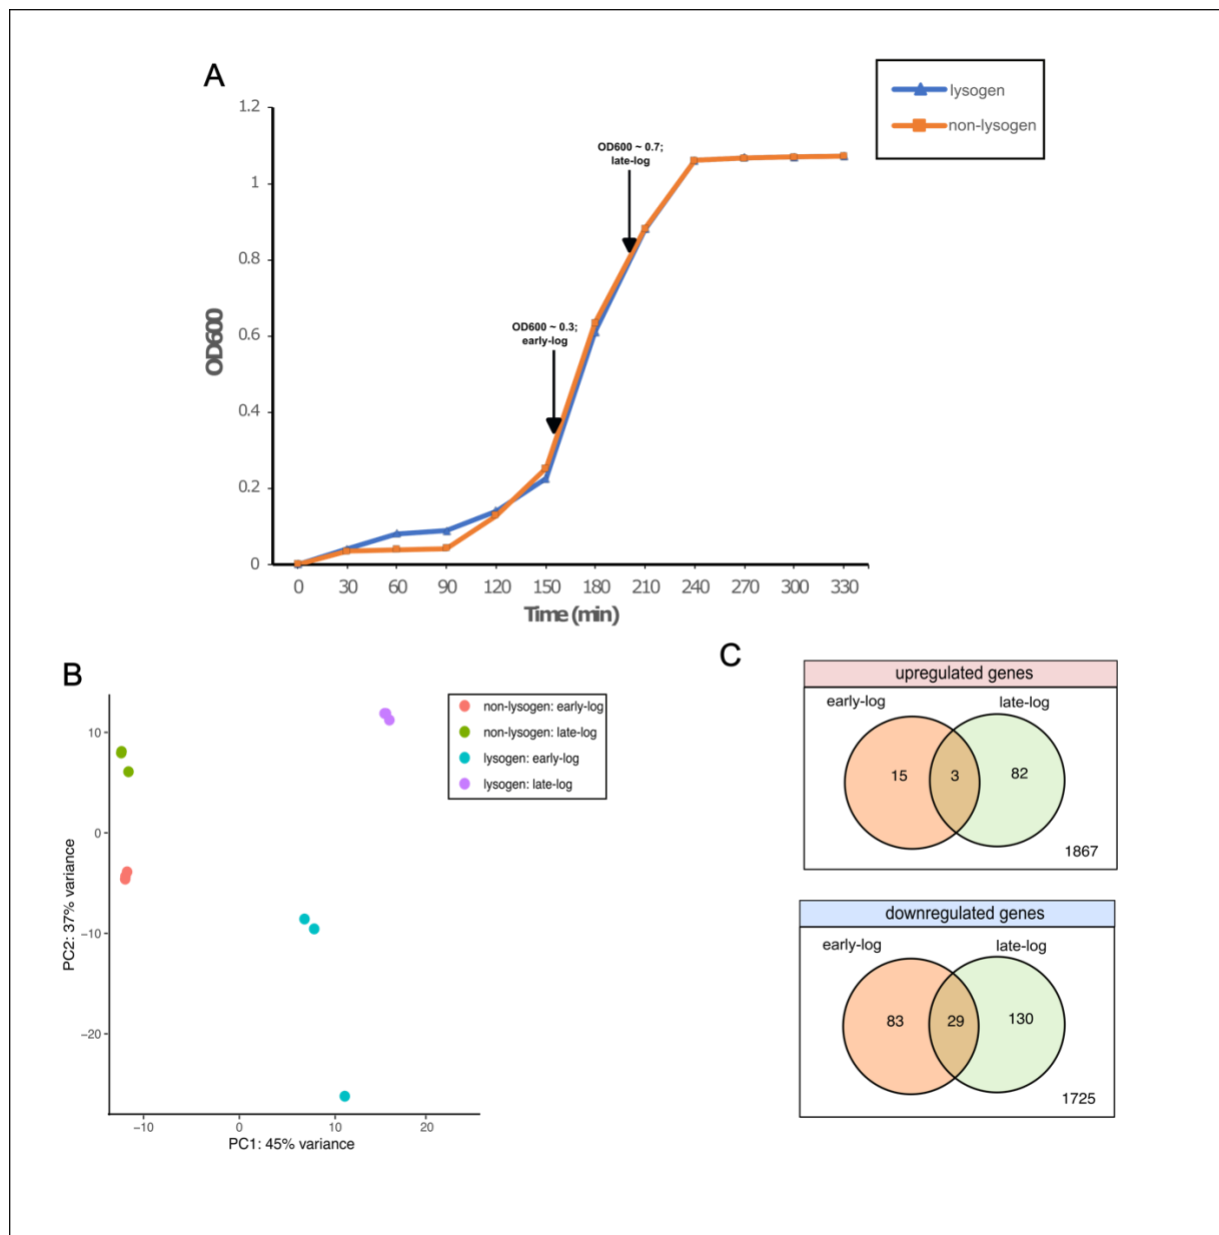 A
lysogen
non-lysogen
1.2
1
0.8
0.6
0.4
0.2
0
OD600
OD600 ~ 0.7;
late-log
OD600 ~ 0.3;
early-log
0 30 60 90 120 150 180 210 240 270 300 330
Time (min)
B
non-lysogen: early-log
non-lysogen: late-log
lysogen: early-log
lysogen: late-log
10
0
−10
−20
PC2: 37% variance
−10 0 10 20
PC1: 45% variance
C
upregulated genes
early-log late-log
15 3 82
1867
downregulated genes
early-log late-log
83 29 130
1725